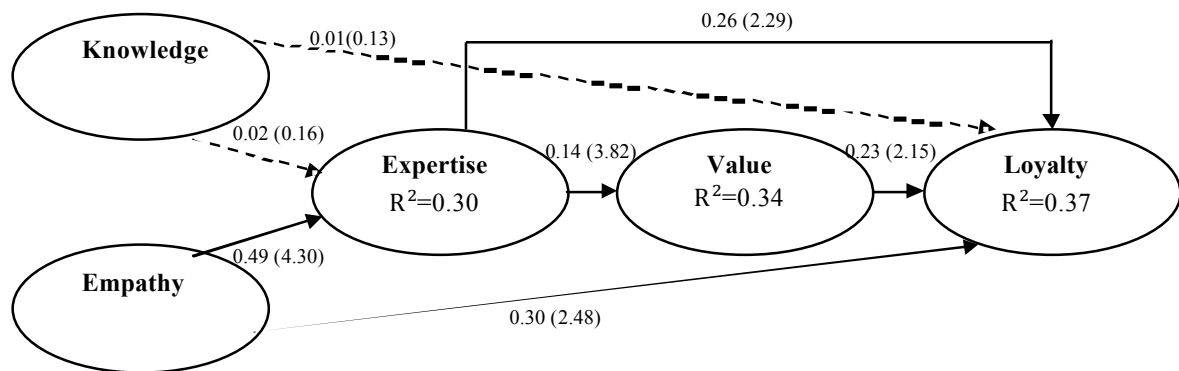 0.26 (2.29)
Knowledge
0.01(0.13)
0.02 (0.16)
Expertise
R²=0.30
0.14 (3.82)
Value
R²=0.34
0.23 (2.15)
Loyalty
R²=0.37
0.49 (4.30)
Empathy
0.30 (2.48)